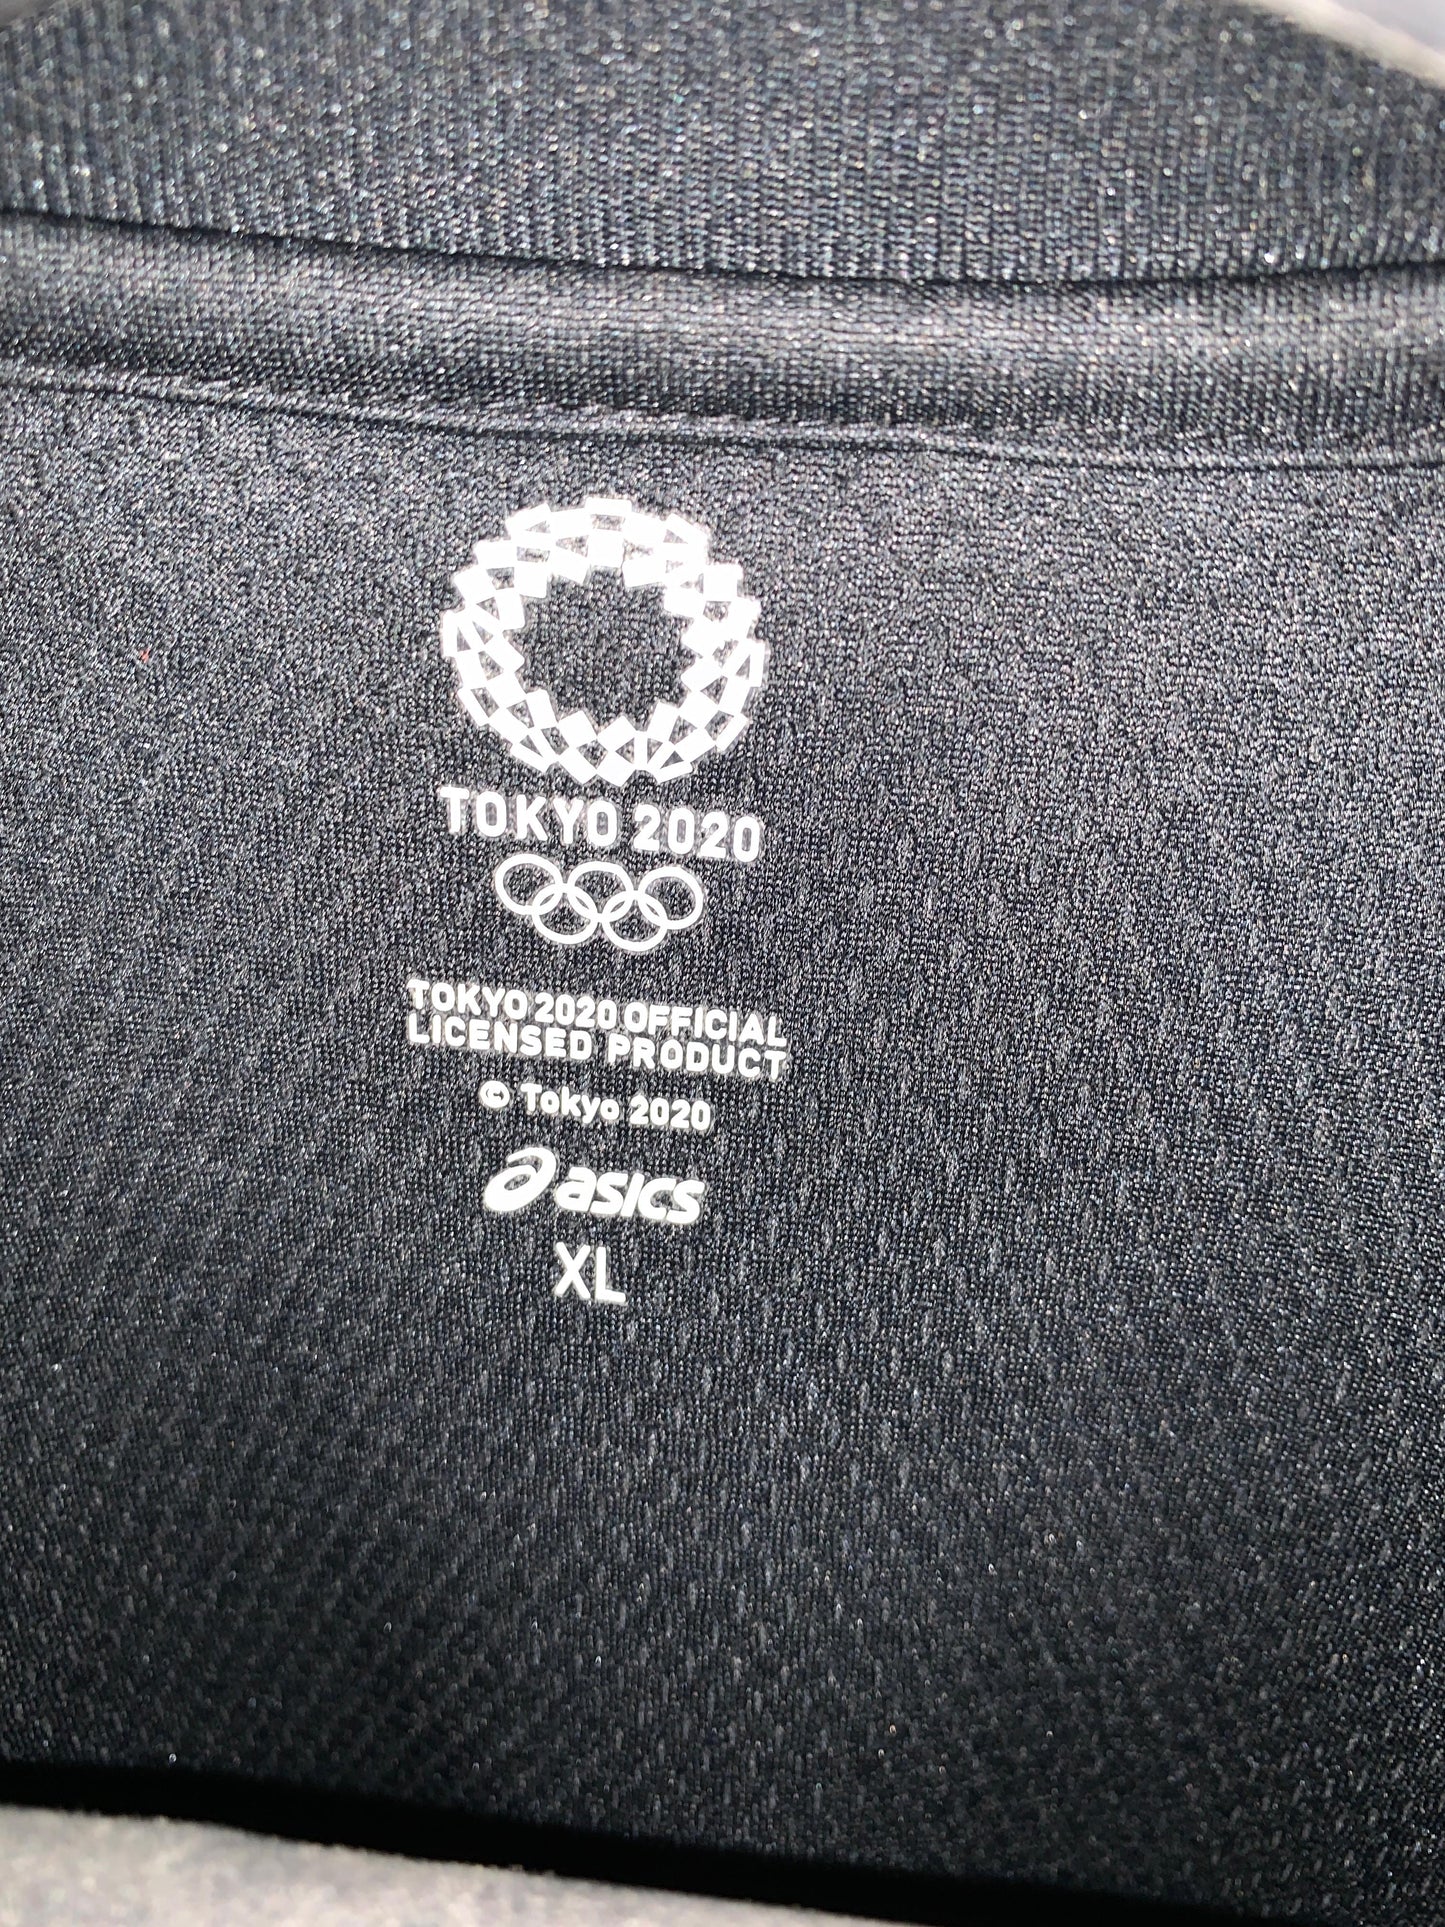 TOKYO 2020
TOKYO 2020 OFFICIAL
LICENSED PRODUCT
© Tokyo 2020
asics
XL